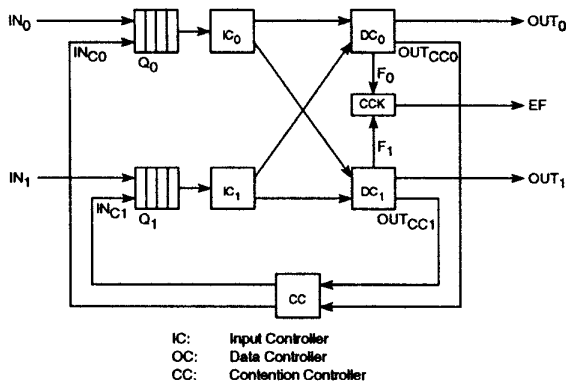 IN0
INC0
Q0
IC0
DC0
OUT0
OUTCC0
F0
CCK
EF
F1
IN1
INC1
Q1
IC1
DC1
OUT1
OUTCC1
CC
IC: Input Controller
OC: Data Controller
CC: Contention Controller